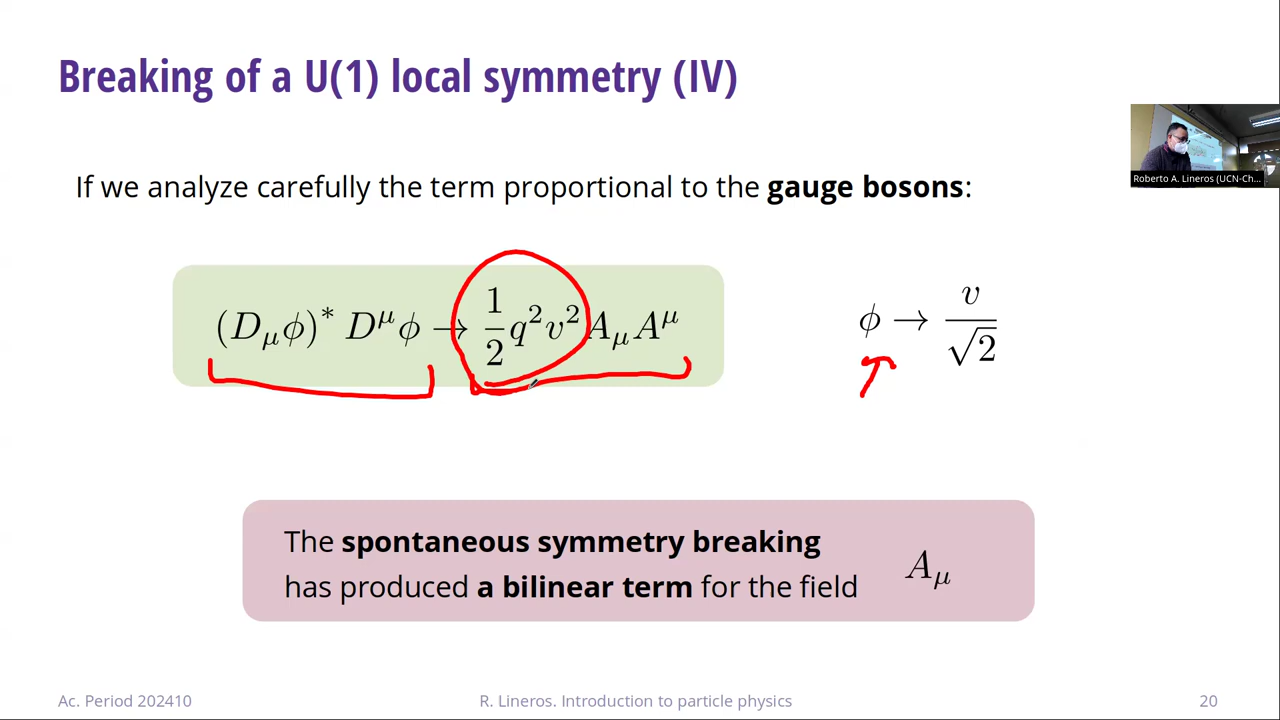 Breaking of a U(1) local symmetry (IV)
If we analyze carefully the term proportional to the gauge bosons:
Roberto A. Lineros (UCN-Ch...
(D_μϕ)* D^μϕ → 1/2 q²v² A_μA^μ
ϕ → v/√2
The spontaneous symmetry breaking
has produced a bilinear term for the field A_μ
Ac. Period 202410
R. Lineros. Introduction to particle physics
20